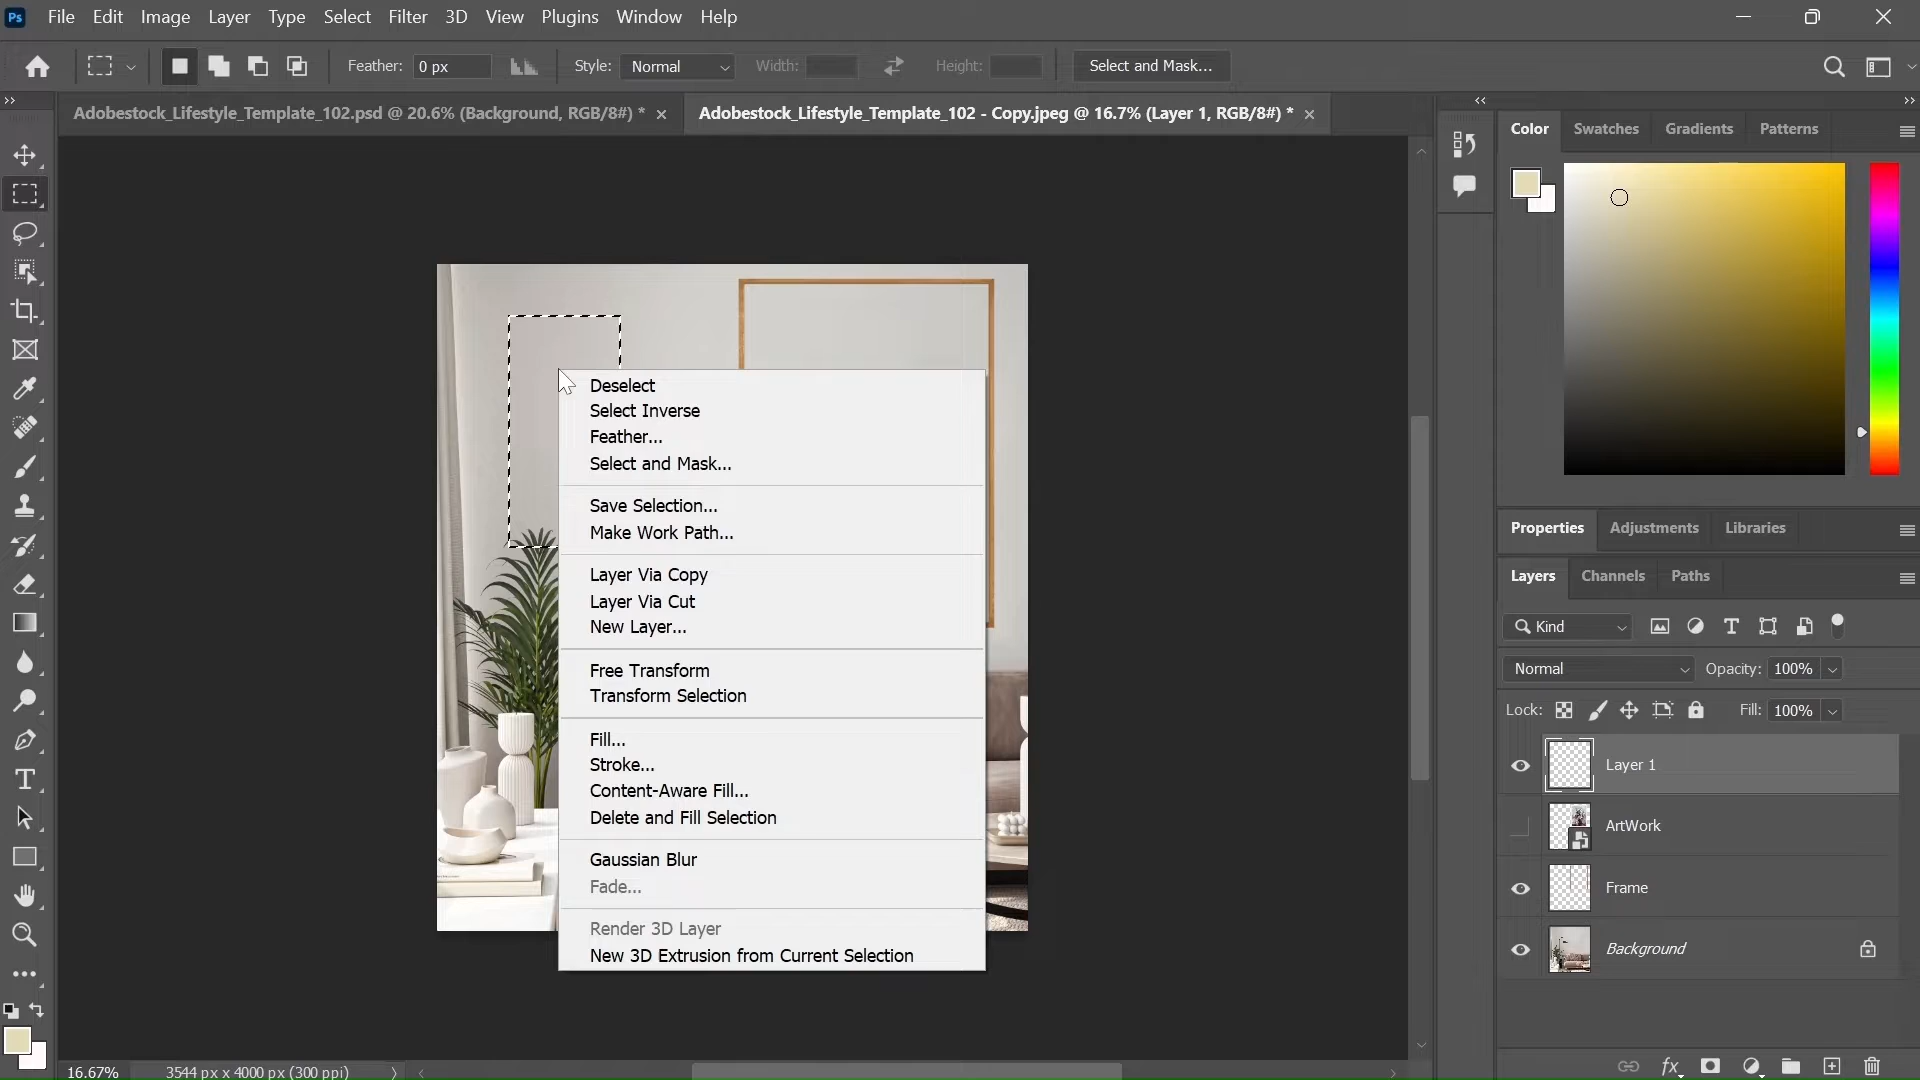 Ps File Edit Image Layer Type Select Filter 3D View Plugins Window Help
Feather: 0 px Style: Normal Width: Height: Select and Mask...
Adobestock_Lifestyle_Template_102.psd @ 20.6% (Background, RGB/8#) * × Adobestock_Lifestyle_Template_102 - Copy.jpeg @ 16.7% (Layer 1, RGB/8#) * ×
Color Swatches Gradients Patterns
Deselect
Select Inverse
Feather...
Select and Mask...
Save Selection...
Make Work Path...
Layer Via Copy
Layer Via Cut
New Layer...
Free Transform
Transform Selection
Fill...
Stroke...
Content-Aware Fill...
Delete and Fill Selection
Gaussian Blur
Fade...
Render 3D Layer
New 3D Extrusion from Current Selection
Properties Adjustments Libraries
Layers Channels Paths
Kind
Normal Opacity: 100%
Lock: Fill: 100%
Layer 1
ArtWork
Frame
Background
fx
16.67% 3544 px x 4000 px (300 ppi)